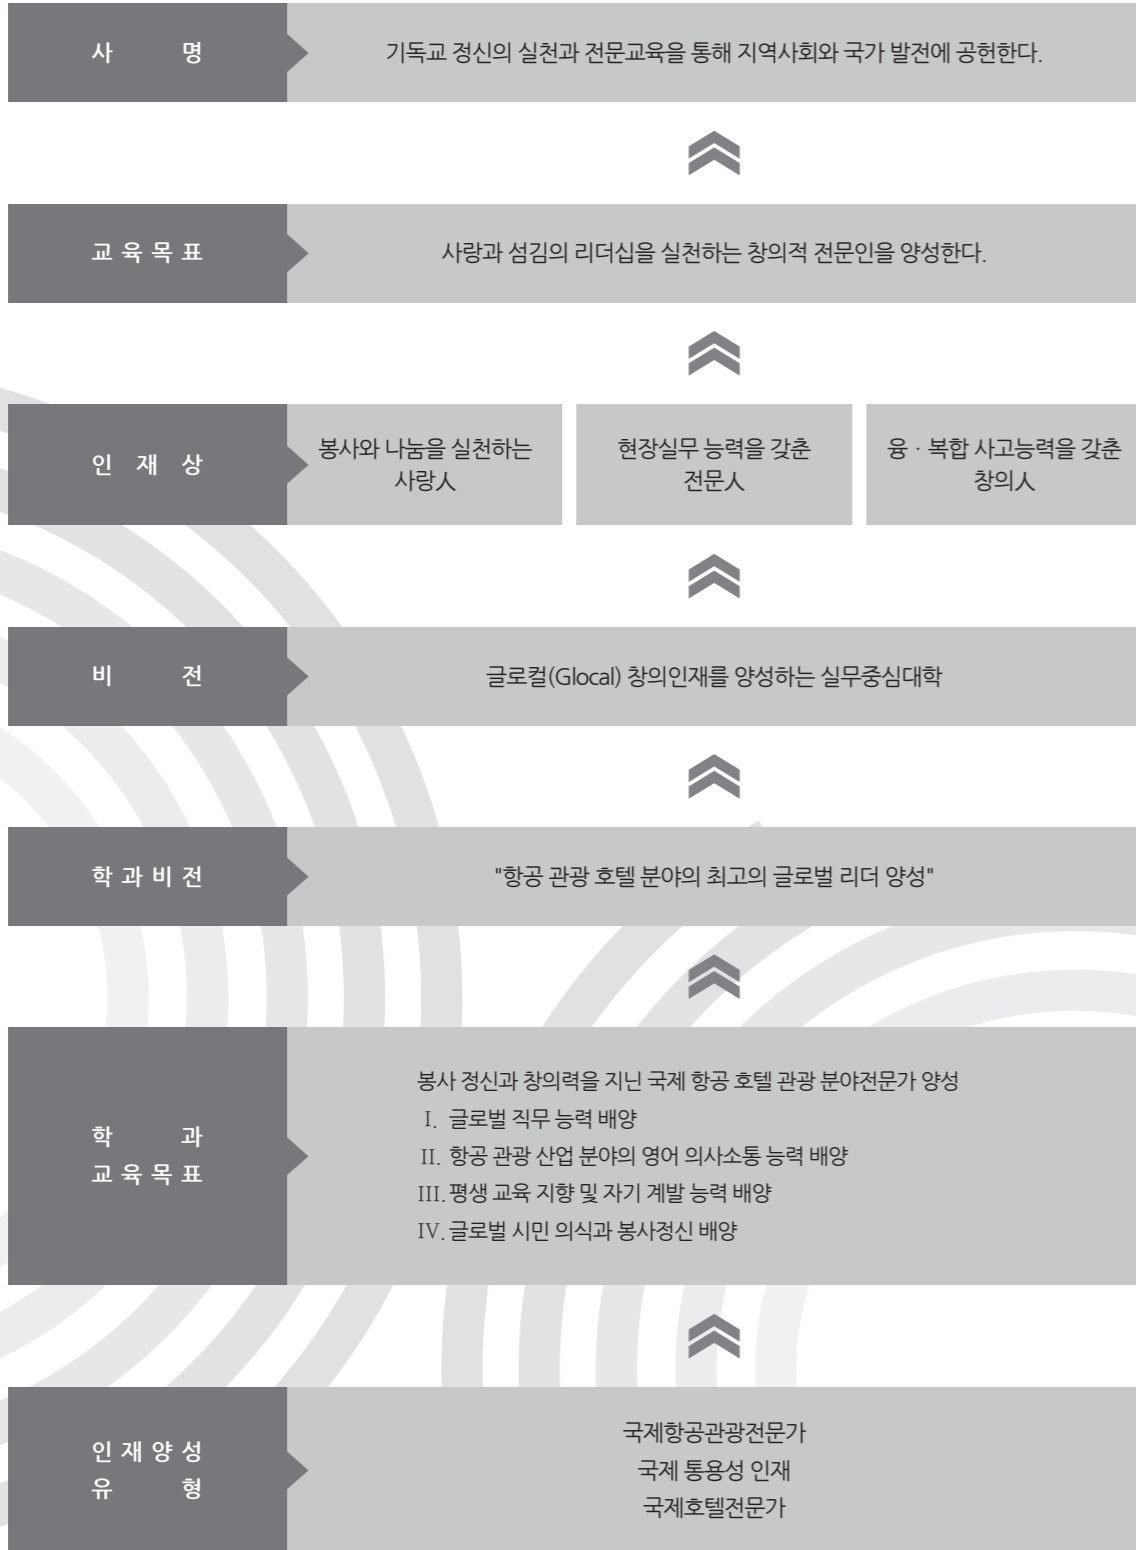 사 명
기독교 정신의 실천과 전문교육을 통해 지역사회와 국가 발전에 공헌한다.
교육목표
사랑과 섬김의 리더십을 실천하는 창의적 전문인을 양성한다.
인 재 상
봉사와 나눔을 실천하는
사랑人
현장실무 능력을 갖춘
전문人
융 · 복합 사고능력을 갖춘
창의人
비 전
글로컬(Glocal) 창의인재를 양성하는 실무중심대학
학과비전
"항공 관광 호텔 분야의 최고의 글로벌 리더 양성"
학 과
교육목표
봉사 정신과 창의력을 지닌 국제 항공 호텔 관광 분야전문가 양성
I. 글로벌 직무 능력 배양
II. 항공 관광 산업 분야의 영어 의사소통 능력 배양
III. 평생 교육 지향 및 자기 계발 능력 배양
IV. 글로벌 시민 의식과 봉사정신 배양
인재양성
유 형
국제항공관광전문가
국제 통용성 인재
국제호텔전문가